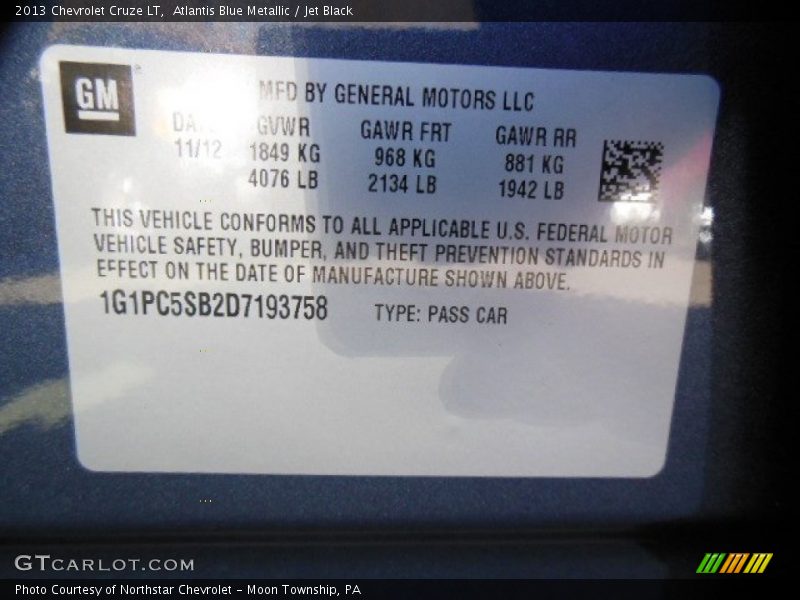 2013 Chevrolet Cruze LT,  Atlantis Blue Metallic / Jet Black
GM
MFD BY GENERAL MOTORS LLC
GVWR GAWR FRT GAWR RR
11/12 1849 KG 968 KG 881 KG
4076 LB 2134 LB 1942 LB
THIS VEHICLE CONFORMS TO ALL APPLICABLE U.S. FEDERAL MOTOR
VEHICLE SAFETY, BUMPER, AND THEFT PREVENTION STANDARDS IN
EFFECT ON THE DATE OF MANUFACTURE SHOWN ABOVE.
1G1PC5SB2D7193758 TYPE: PASS CAR
GTCARLOT.COM
Photo Courtesy of Northstar Chevrolet - Moon Township, PA